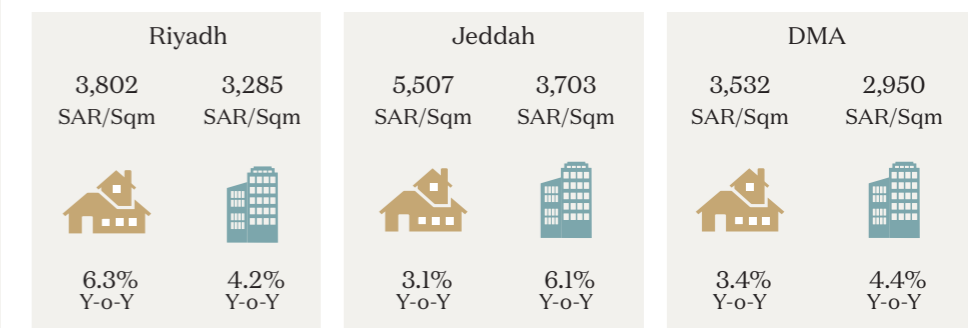 Riyadh
3,802 3,285
SAR/Sqm SAR/Sqm
6.3% 4.2%
Y-o-Y Y-o-Y
Jeddah
5,507 3,703
SAR/Sqm SAR/Sqm
3.1% 6.1%
Y-o-Y Y-o-Y
DMA
3,532 2,950
SAR/Sqm SAR/Sqm
3.4% 4.4%
Y-o-Y Y-o-Y